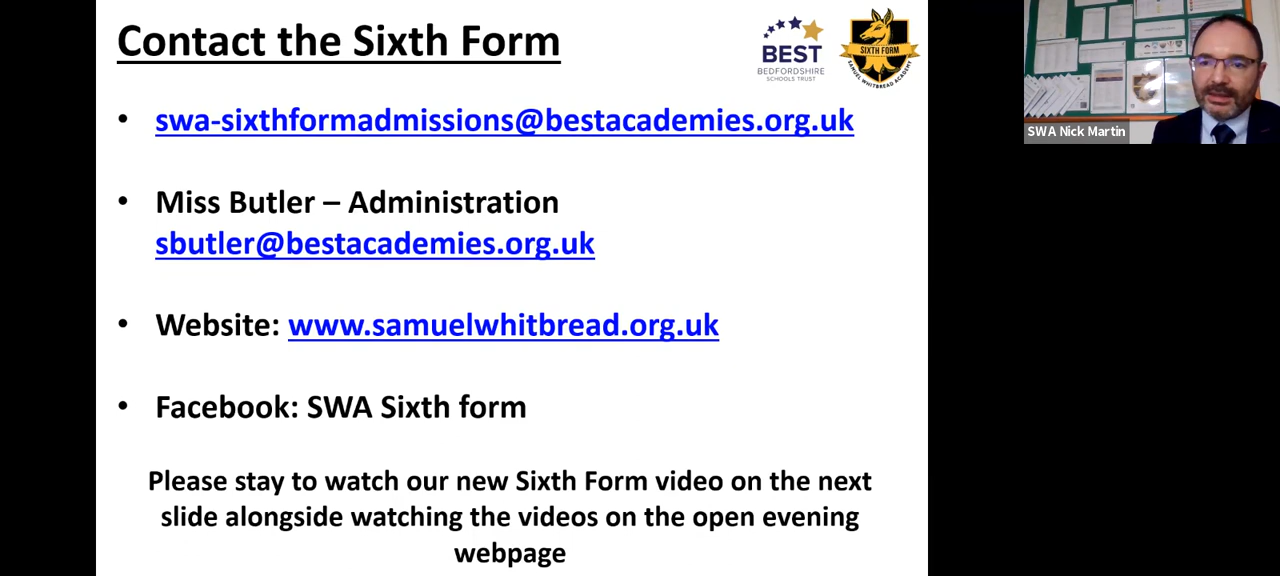 Contact the Sixth Form
BEST
BEDFORDSHIRE
SCHOOLS TRUST
SIXTH FORM
SAMUEL WHITBREAD ACADEMY
• swa-sixthformadmissions@bestacademies.org.uk
• Miss Butler – Administration
sbutler@bestacademies.org.uk
• Website: www.samuelwhitbread.org.uk
• Facebook: SWA Sixth form
Please stay to watch our new Sixth Form video on the next
slide alongside watching the videos on the open evening
webpage
SWA Nick Martin